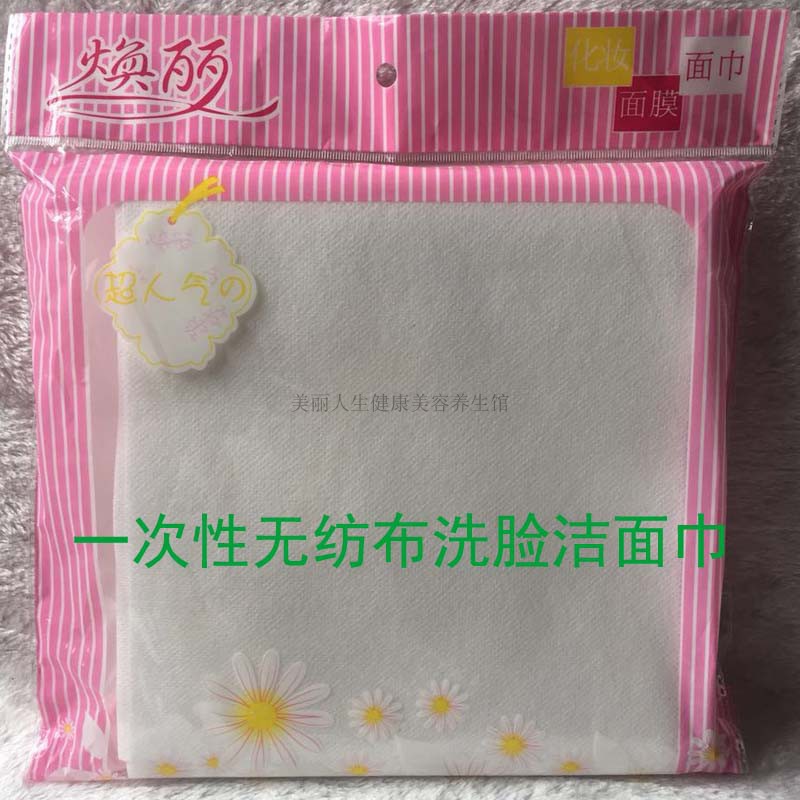 焕丽
化妆
面膜
面巾
超人气の
美丽人生健康美容养生馆
一次性无纺布洗脸洁面巾